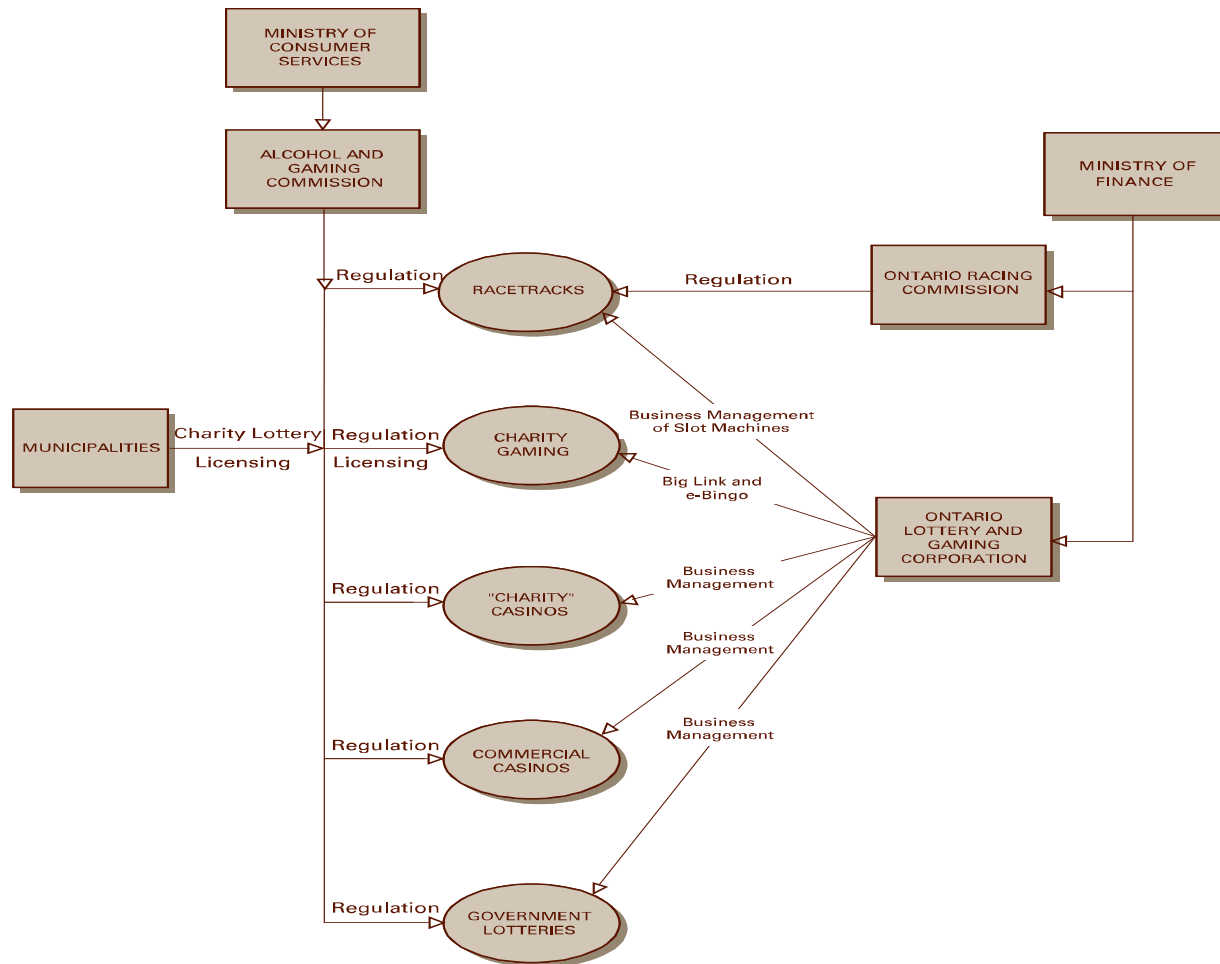 MINISTRY OF
CONSUMER
SERVICES
ALCOHOL AND
GAMING
COMMISSION
MINISTRY OF
FINANCE
Regulation
RACETRACKS
Regulation
ONTARIO RACING
COMMISSION
MUNICIPALITIES
Charity Lottery
Licensing
Regulation
Licensing
CHARITY
GAMING
Business Management
of Slot Machines
Big Link and
e-Bingo
ONTARIO
LOTTERY AND
GAMING
CORPORATION
Regulation
"CHARITY"
CASINOS
Business
Management
Business
Management
Regulation
COMMERCIAL
CASINOS
Business
Management
Regulation
GOVERNMENT
LOTTERIES